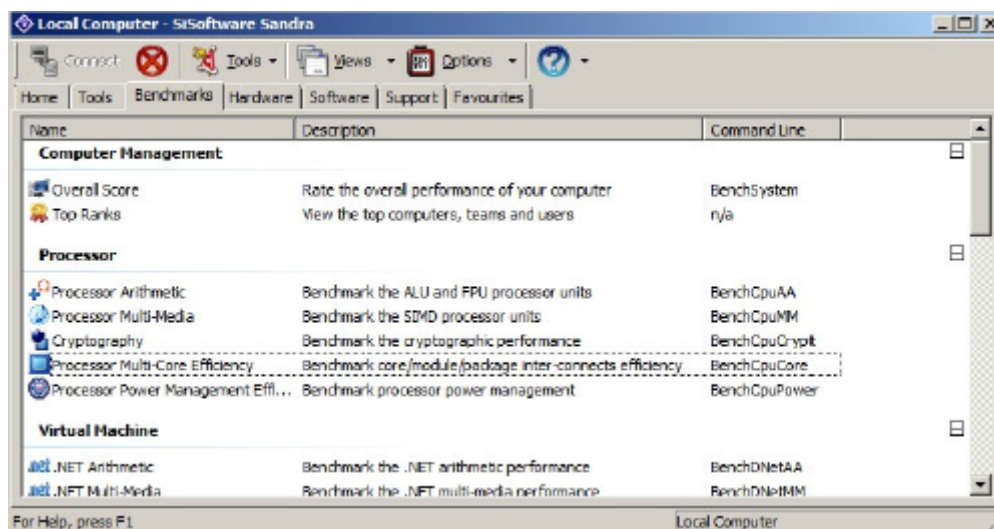 Local Computer - SiSoftware Sandra
Connect Tools Views Options
Home Tools Benchmarks Hardware Software Support Favourites
Name Description Command Line
Computer Management
Overall Score Rate the overall performance of your computer BenchSystem
Top Ranks View the top computers, teams and users n/a
Processor
Processor Arithmetic Benchmark the ALU and FPU processor units BenchCpuAA
Processor Multi-Media Benchmark the SIMD processor units BenchCpuMM
Cryptography Benchmark the cryptographic performance BenchCpuCrypt
Processor Multi-Core Efficiency Benchmark core/module/package inter-connects efficiency BenchCpuCore
Processor Power Management Effi... Benchmark processor power management BenchCpuPower
Virtual Machine
.NET Arithmetic Benchmark the .NET arithmetic performance BenchDNetAA
.NET Multi-Media Benchmark the .NET multi-media performance BenchDNetMM
For Help, press F1 Local Computer